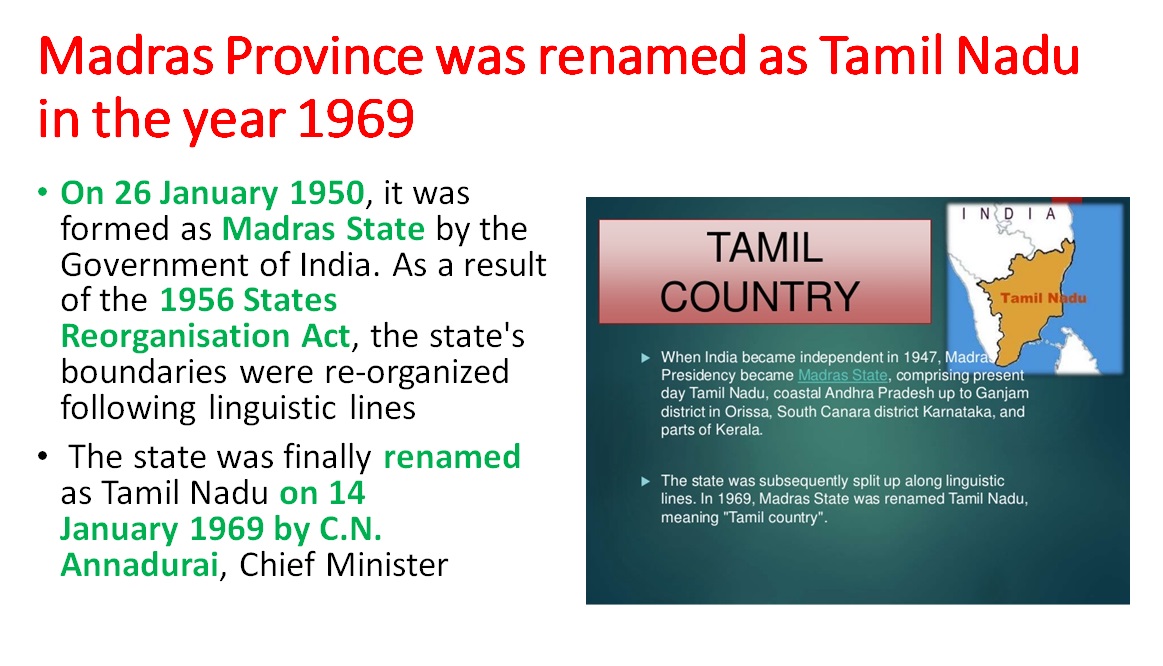 Madras Province was renamed as Tamil Nadu
in the year 1969
• On 26 January 1950, it was
formed as Madras State by the
Government of India. As a result
of the 1956 States
Reorganisation Act, the state's
boundaries were re-organized
following linguistic lines
• The state was finally renamed
as Tamil Nadu on 14
January 1969 by C.N.
Annadurai, Chief Minister
TAMIL
COUNTRY
INDIA
Tamil Nadu
When India became independent in 1947, Madras
Presidency became Madras State, comprising present
day Tamil Nadu, coastal Andhra Pradesh up to Ganjam
district in Orissa, South Canara district Karnataka, and
parts of Kerala.
The state was subsequently split up along linguistic
lines. In 1969, Madras State was renamed Tamil Nadu,
meaning "Tamil country".